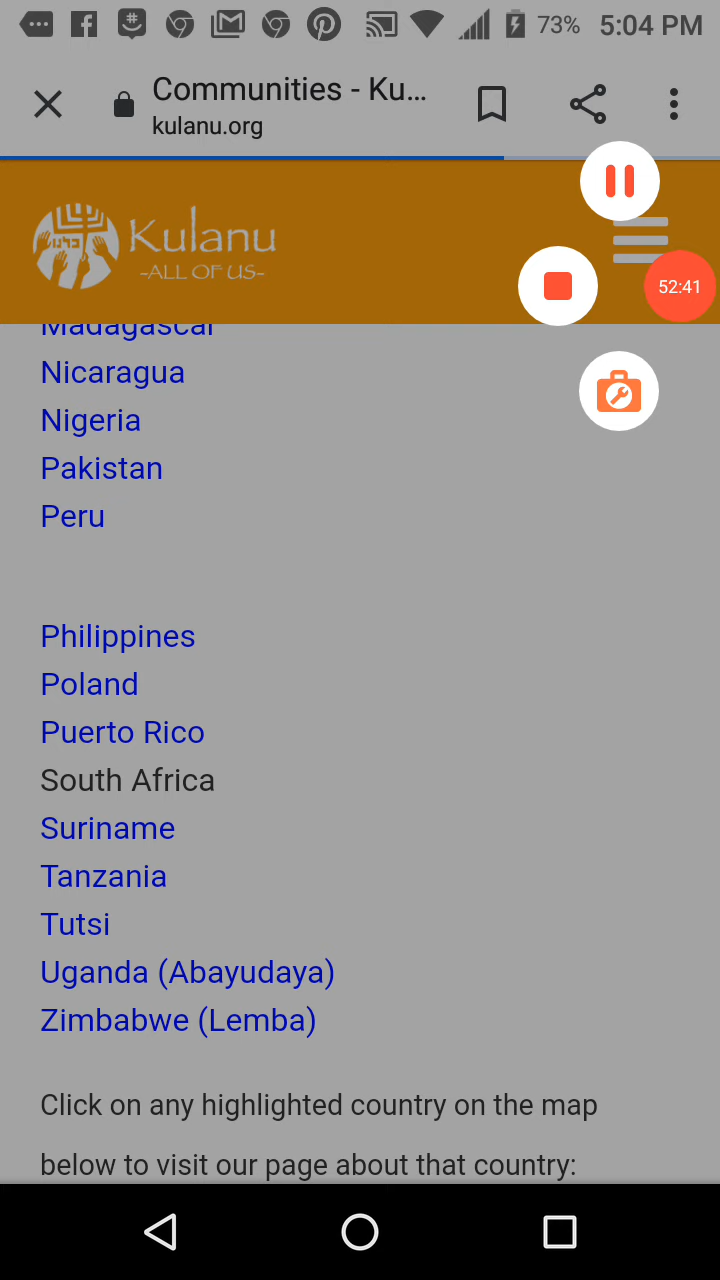 73% 5:04 PM
Communities - Ku...
kulanu.org
כלנו
Kulanu
-ALL OF US-
52:41
Madagascar
Nicaragua
Nigeria
Pakistan
Peru
Philippines
Poland
Puerto Rico
South Africa
Suriname
Tanzania
Tutsi
Uganda (Abayudaya)
Zimbabwe (Lemba)
Click on any highlighted country on the map
below to visit our page about that country: